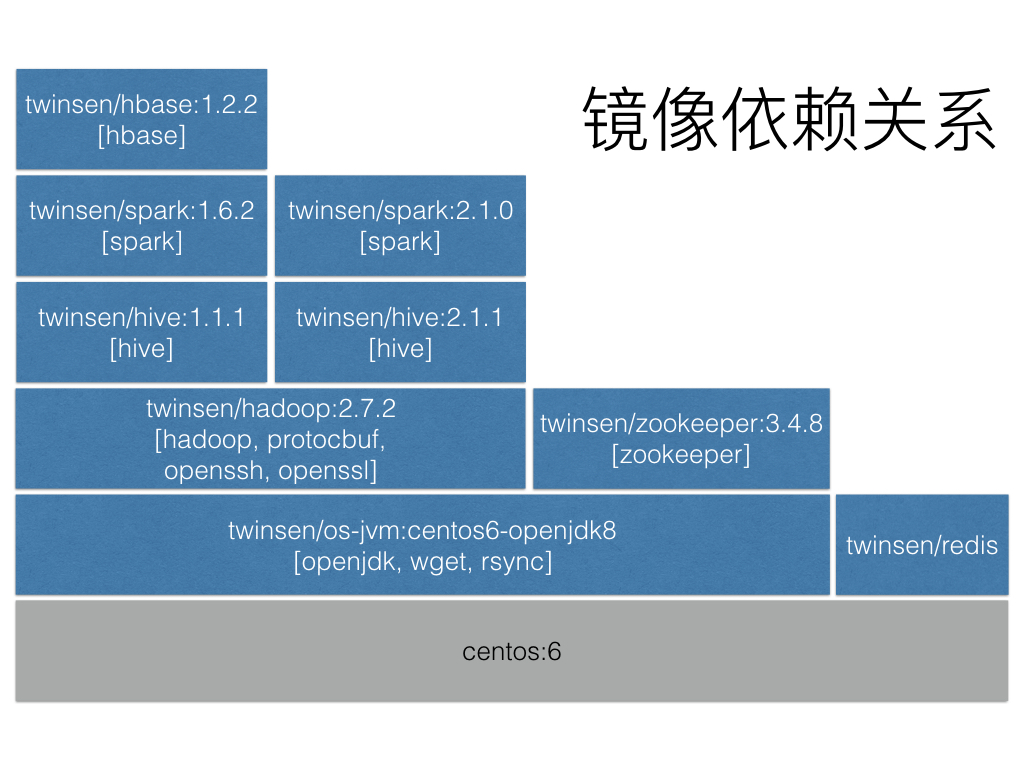 镜像依赖关系
twinsen/hbase:1.2.2
[hbase]
twinsen/spark:1.6.2
[spark]
twinsen/spark:2.1.0
[spark]
twinsen/hive:1.1.1
[hive]
twinsen/hive:2.1.1
[hive]
twinsen/hadoop:2.7.2
[hadoop, protocbuf,
openssh, openssl]
twinsen/zookeeper:3.4.8
[zookeeper]
twinsen/os-jvm:centos6-openjdk8
[openjdk, wget, rsync]
twinsen/redis
centos:6